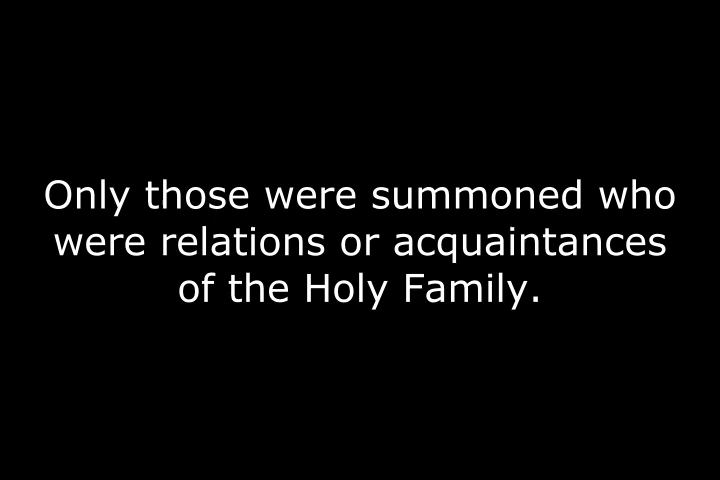 Only those were summoned who
were relations or acquaintances
of the Holy Family.